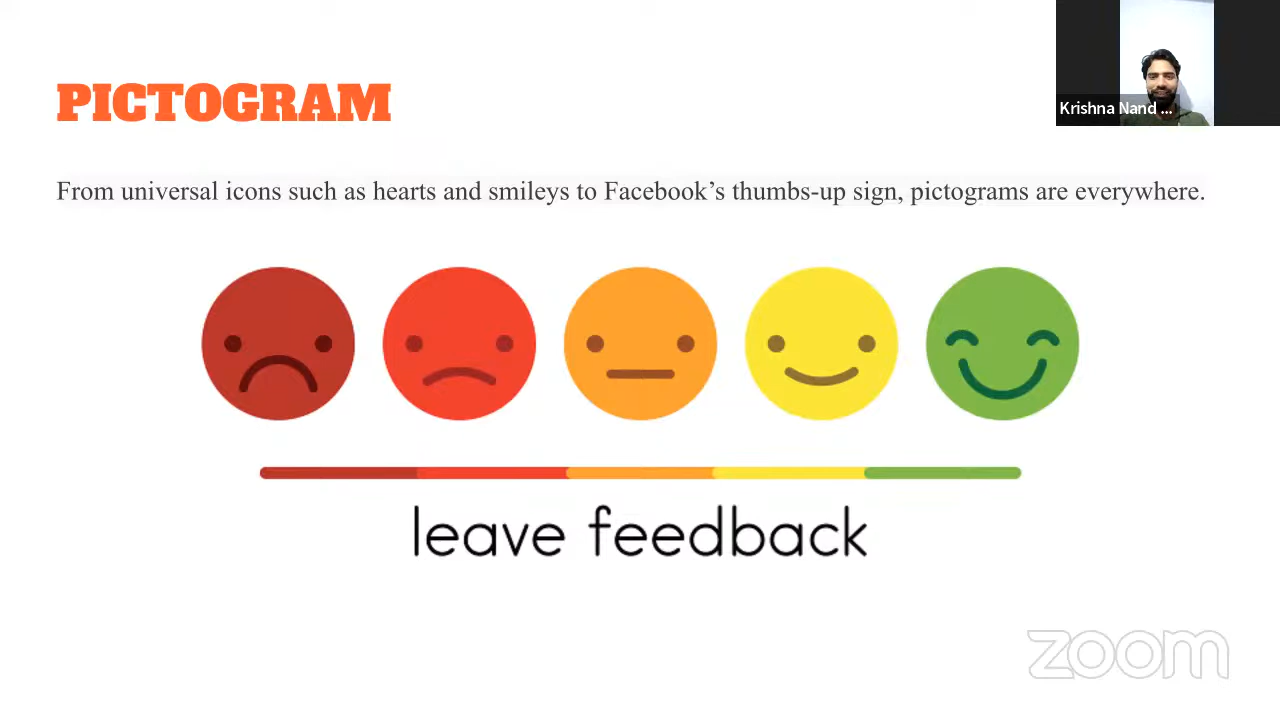 PICTOGRAM
Krishna Nand ...
From universal icons such as hearts and smileys to Facebook’s thumbs-up sign, pictograms are everywhere.
leave feedback
zoom